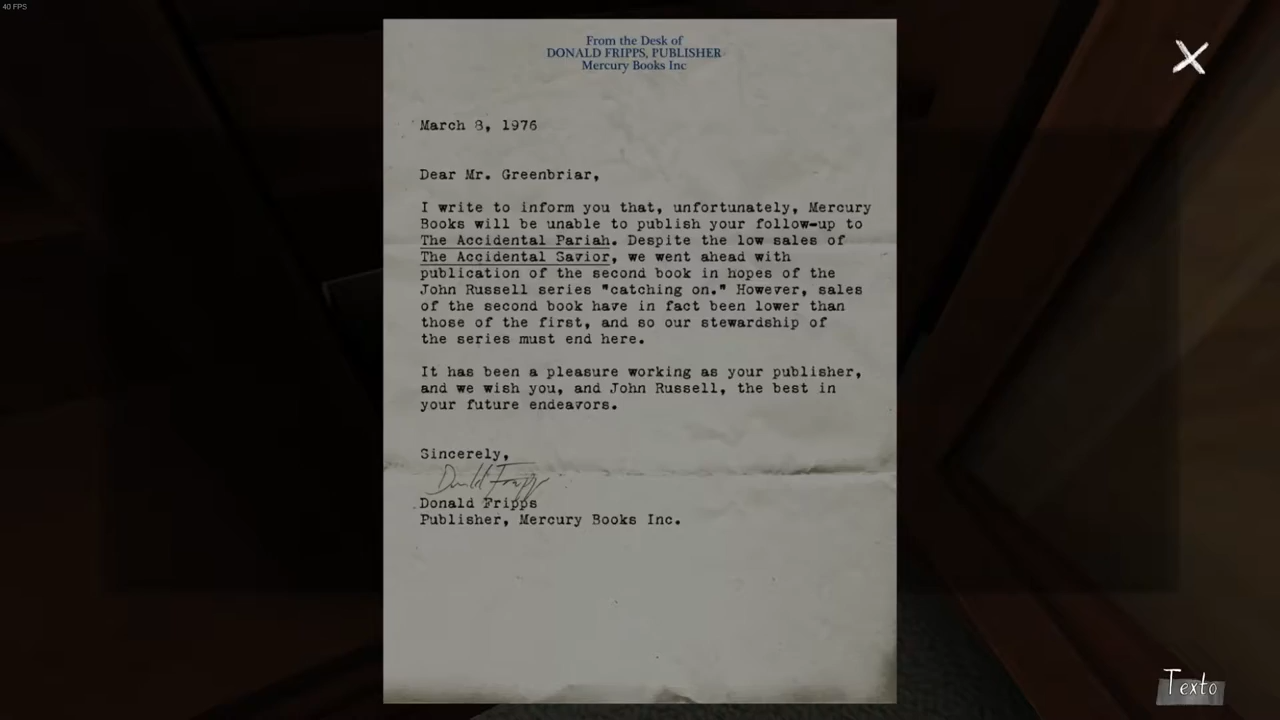 40 FPS
From the Desk of
DONALD FRIPPS, PUBLISHER
Mercury Books Inc
March 8, 1976
Dear Mr. Greenbriar,
I write to inform you that, unfortunately, Mercury
Books will be unable to publish your follow-up to
The Accidental Pariah. Despite the low sales of
The Accidental Savior, we went ahead with
publication of the second book in hopes of the
John Russell series "catching on." However, sales
of the second book have in fact been lower than
those of the first, and so our stewardship of
the series must end here.
It has been a pleasure working as your publisher,
and we wish you, and John Russell, the best in
your future endeavors.
Sincerely,
Donald Fripps
Donald Fripps
Publisher, Mercury Books Inc.
Texto